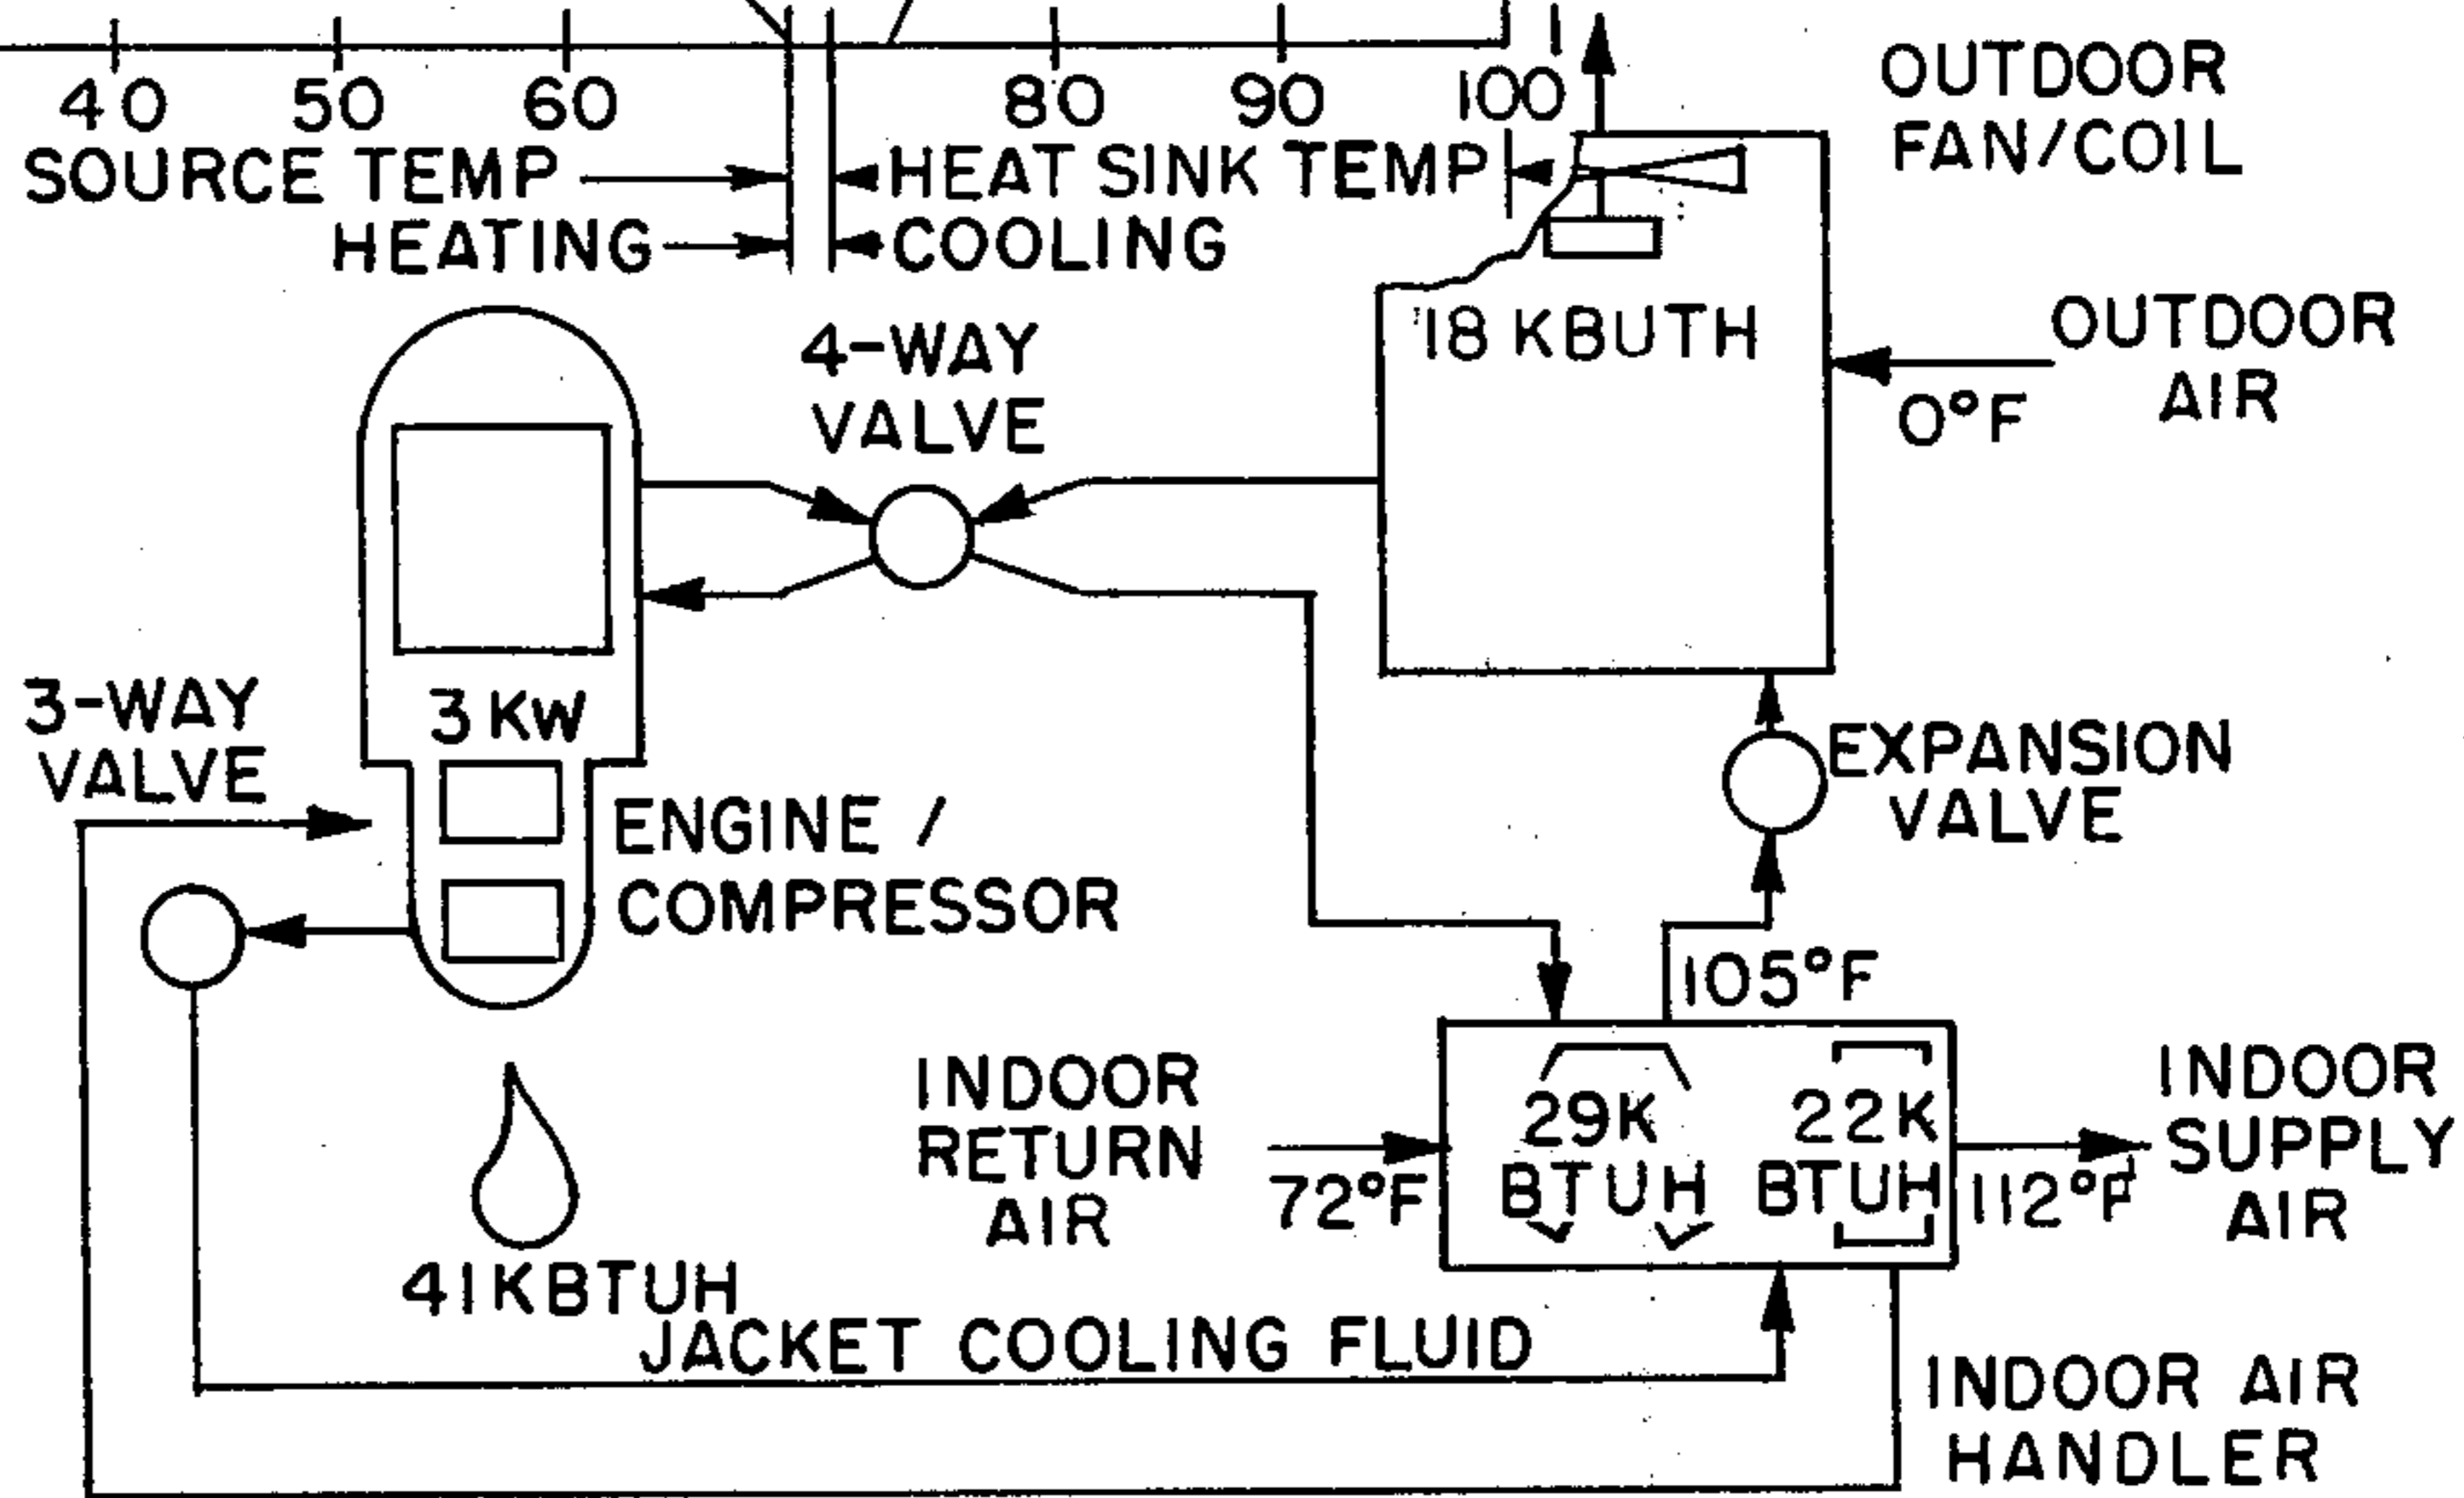 40 50 60 80 90 100
SOURCE TEMP HEAT SINK TEMP
HEATING COOLING
OUTDOOR
FAN/COIL
4-WAY
VALVE
18 KBUTH
OUTDOOR
AIR
0°F
3-WAY
VALVE
3 KW
ENGINE /
COMPRESSOR
EXPANSION
VALVE
105°F
INDOOR
RETURN
AIR
72°F
29K
BTUH
22K
BTUH
112°F
INDOOR
SUPPLY
AIR
41KBTUH
JACKET COOLING FLUID
INDOOR AIR
HANDLER